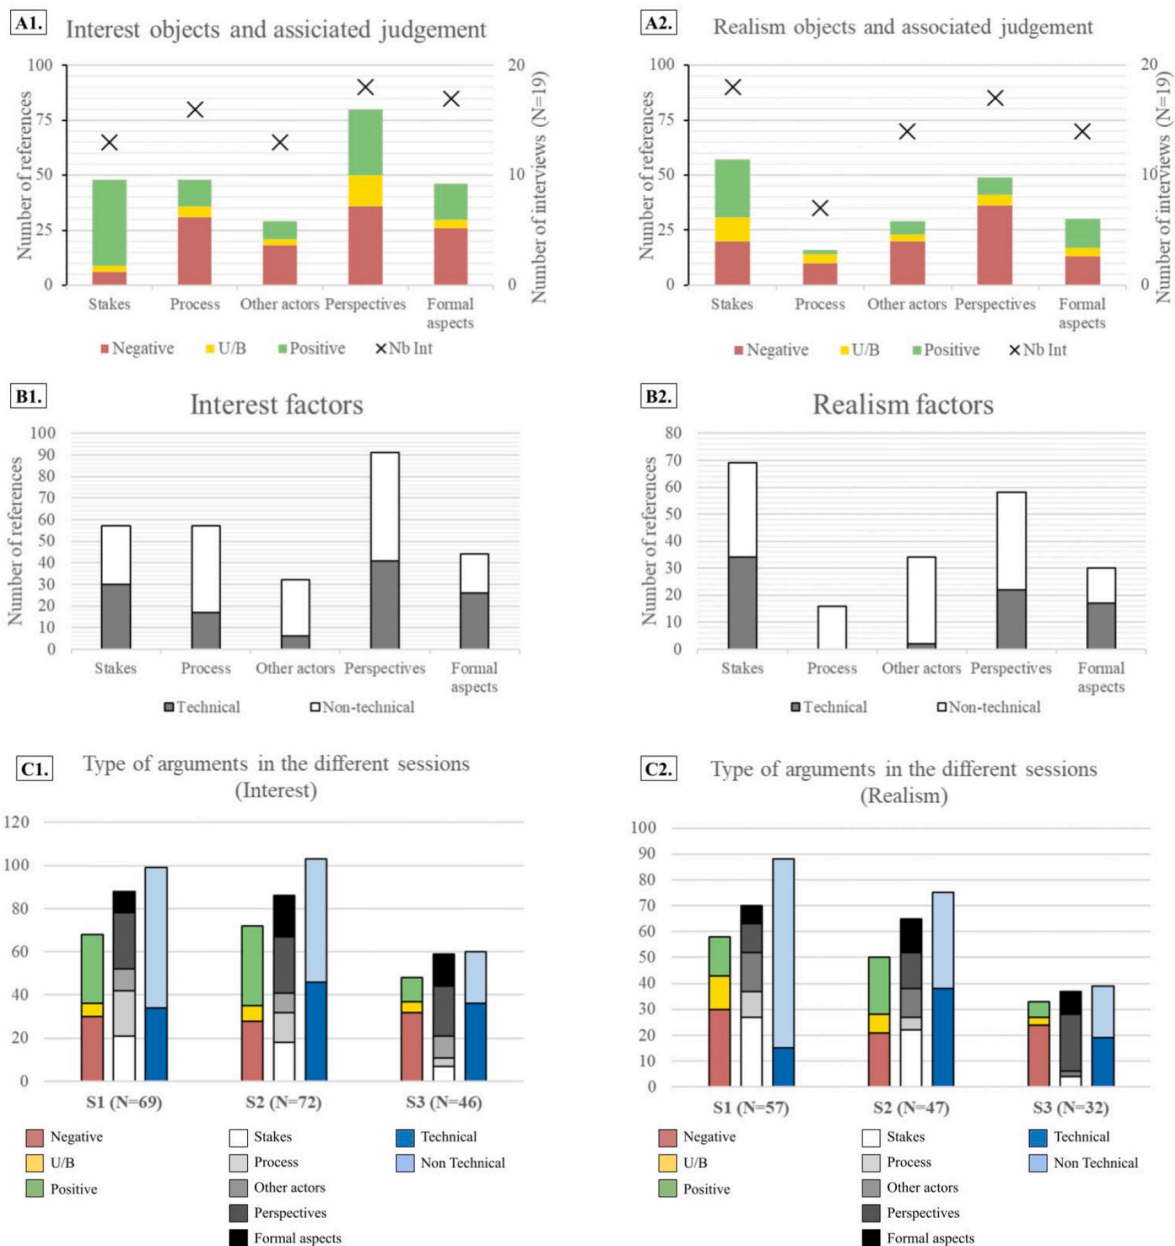 A1. Interest objects and assiciated judgement
Number of references
100
75
50
25
0
20
10
0
Number of interviews (N=19)
Stakes Process Other actors Perspectives Formal aspects
Negative U/B Positive Nb Int
A2. Realism objects and associated judgement
Number of references
100
75
50
25
0
20
10
0
Number of interviews (N=19)
Stakes Process Other actors Perspectives Formal aspects
Negative U/B Positive Nb Int
B1. Interest factors
Number of references
100
90
80
70
60
50
40
30
20
10
0
Stakes Process Other actors Perspectives Formal aspects
Technical Non-technical
B2. Realism factors
Number of references
80
70
60
50
40
30
20
10
0
Stakes Process Other actors Perspectives Formal aspects
Technical Non-technical
C1. Type of arguments in the different sessions
(Interest)
120
100
80
60
40
20
0
S1 (N=69) S2 (N=72) S3 (N=46)
Negative Stakes Technical
U/B Process Non Technical
Positive Other actors
Perspectives
Formal aspects
C2. Type of arguments in the different sessions
(Realism)
100
90
80
70
60
50
40
30
20
10
0
S1 (N=57) S2 (N=47) S3 (N=32)
Negative Stakes Technical
U/B Process Non Technical
Positive Other actors
Perspectives
Formal aspects